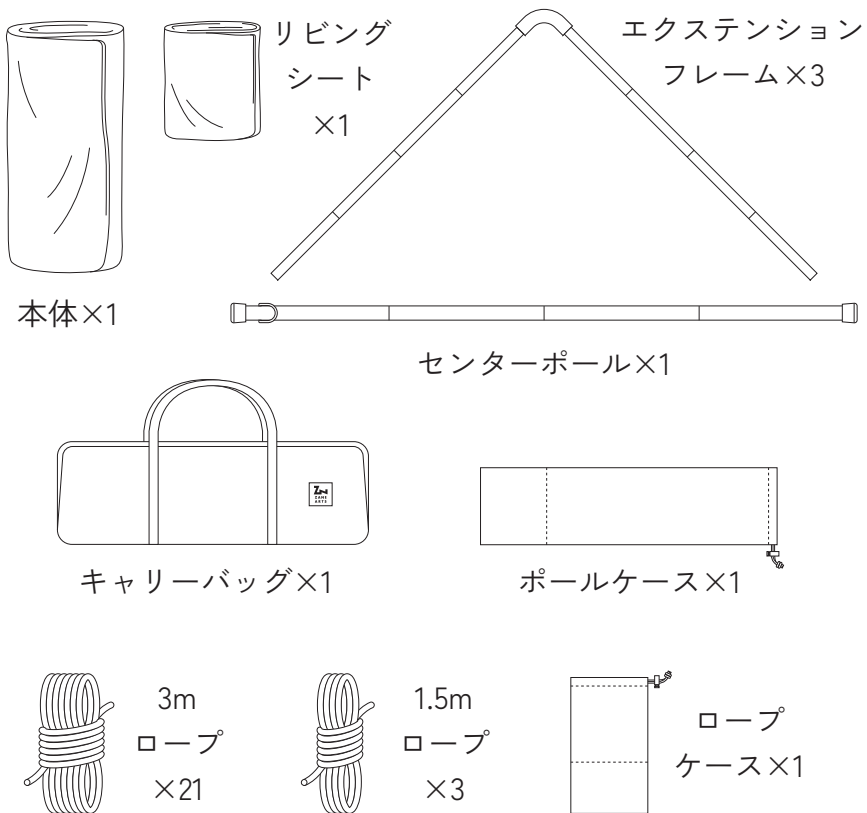 リビング
シート
×1
エクステンション
フレーム×3
本体×1
センターポール×1
ZANE
ARTS
キャリーバッグ×1
ポールケース×1
3m
ロープ
×21
1.5m
ロープ
×3
ロープ
ケース×1